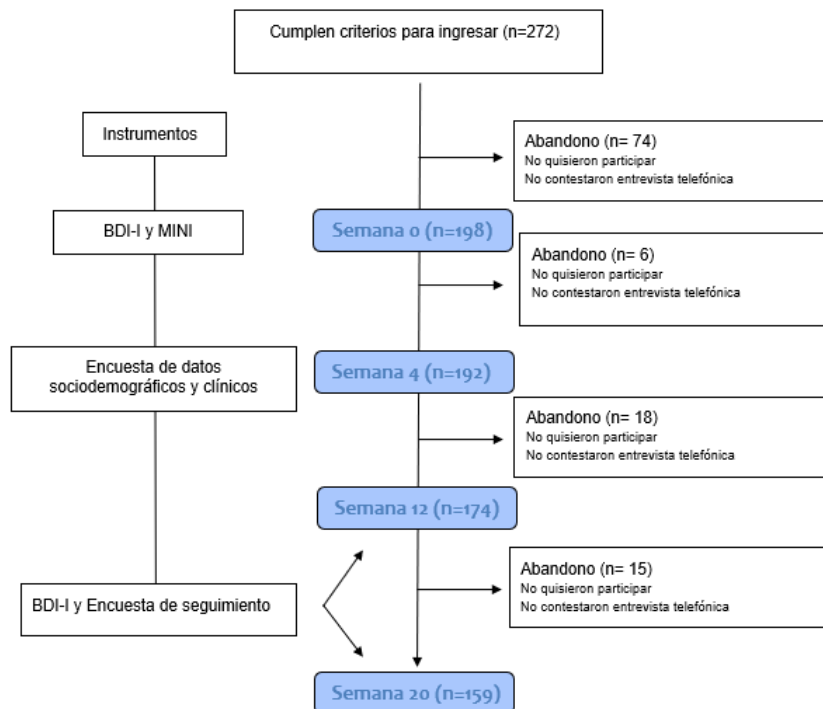 Cumplen criterios para ingresar (n=272)
Instrumentos
Abandono (n= 74)
No quisieron participar
No contestaron entrevista telefónica
BDI-I y MINI
Semana 0 (n=198)
Abandono (n= 6)
No quisieron participar
No contestaron entrevista telefónica
Encuesta de datos
sociodemográficos y clínicos
Semana 4 (n=192)
Abandono (n= 18)
No quisieron participar
No contestaron entrevista telefónica
Semana 12 (n=174)
Abandono (n= 15)
No quisieron participar
No contestaron entrevista telefónica
BDI-I y Encuesta de seguimiento
Semana 20 (n=159)